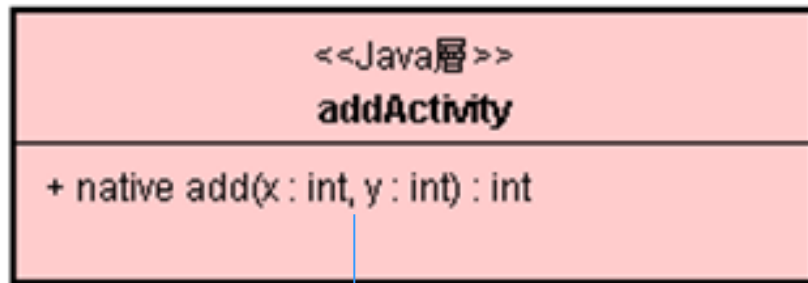 <<Java層>>
addActivity
+ native add(x : int, y : int) : int